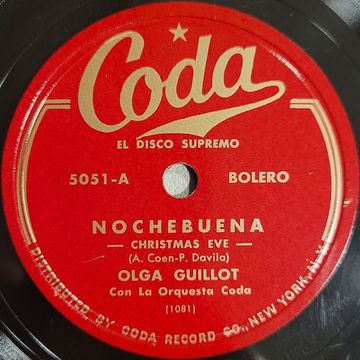 Coda
EL DISCO SUPREMO
5051-A BOLERO
NOCHEBUENA
— CHRISTMAS EVE —
(A. Coen-P. Davila)
OLGA GUILLOT
Con La Orquesta Coda
(1081)
DISTRIBUTED BY CODA RECORD CO., NEW YORK, N.Y.